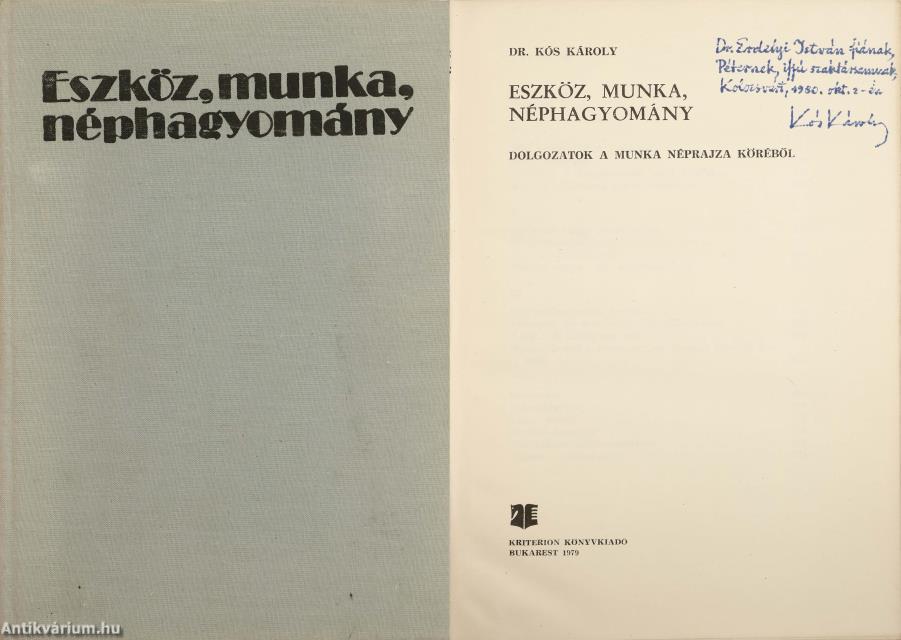 Eszköz, munka,
néphagyomány
DR. KÓS KÁROLY
ESZKÖZ, MUNKA,
NÉPHAGYOMÁNY
DOLGOZATOK A MUNKA NÉPRAJZA KÖRÉBŐL
Dr. Erdélyi István fiának,
Péternek, ifjú szaktársamnak,
Kolozsvárt, 1980. okt. 2-án
Kós Károly
KRITERION KÖNYVKIADÓ
BUKAREST 1979
Antikvárium.hu